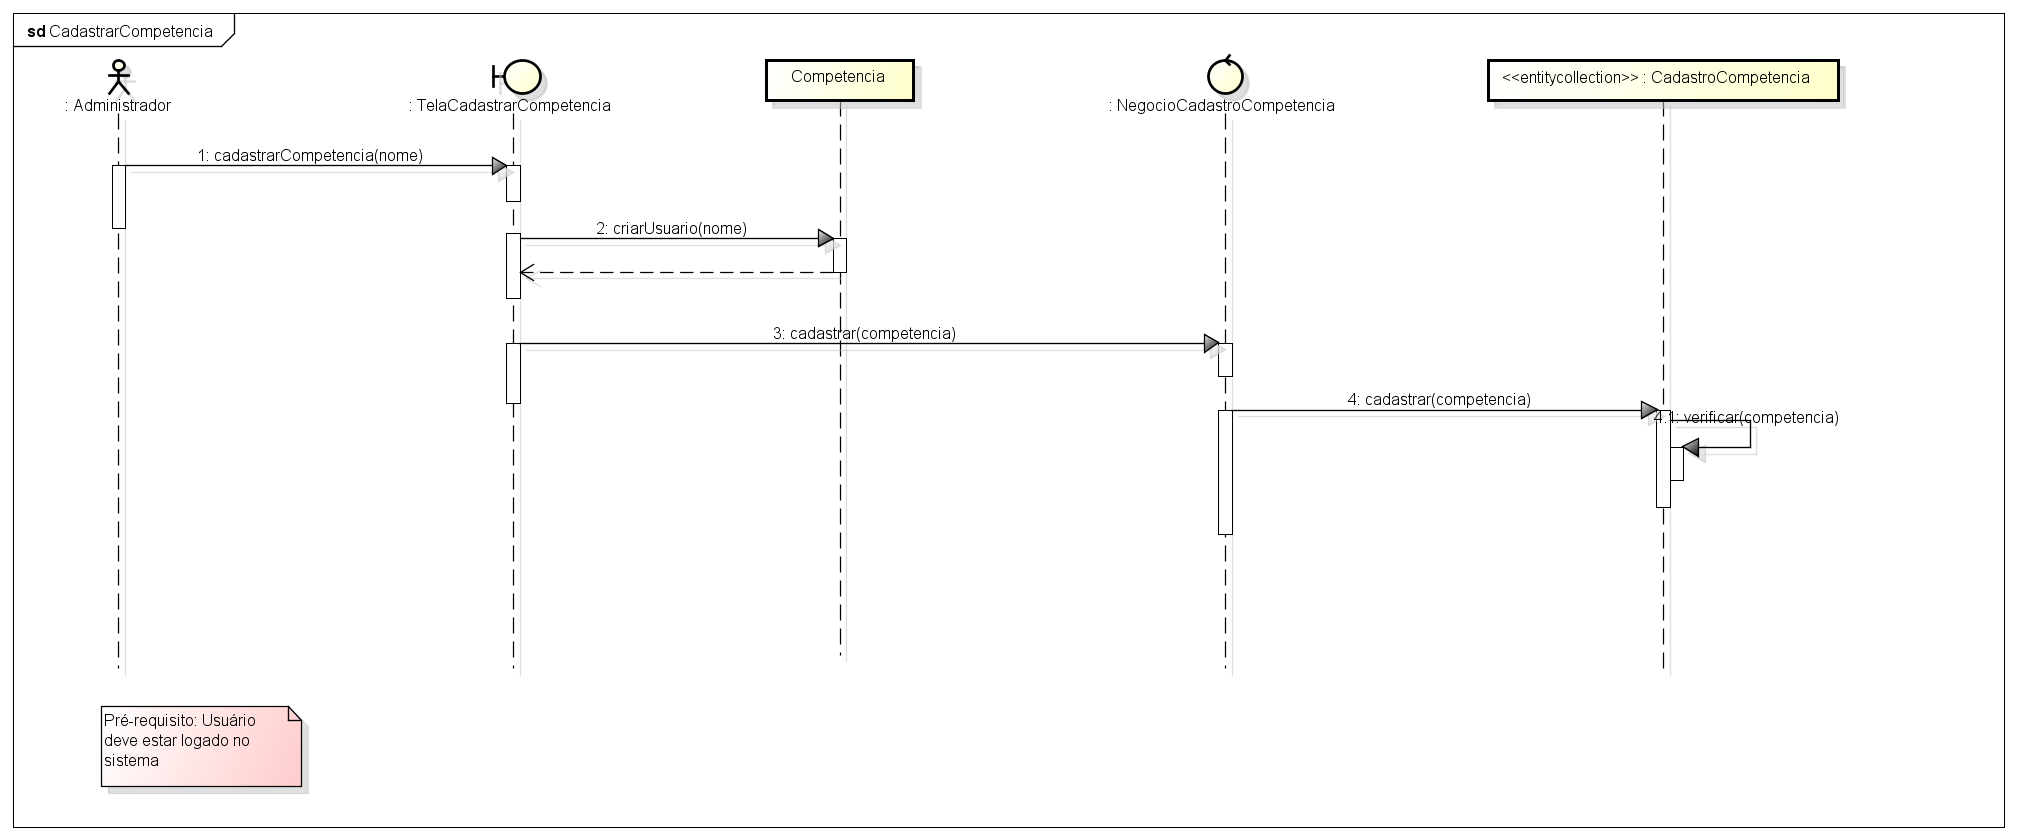 sd CadastrarCompetencia
: Administrador
: TelaCadastrarCompetencia
Competencia
: NegocioCadastroCompetencia
<<entitycollection>> : CadastroCompetencia
1: cadastrarCompetencia(nome)
2: criarUsuario(nome)
3: cadastrar(competencia)
4: cadastrar(competencia)
4.1: verificar(competencia)
Pré-requisito: Usuário
deve estar logado no
sistema